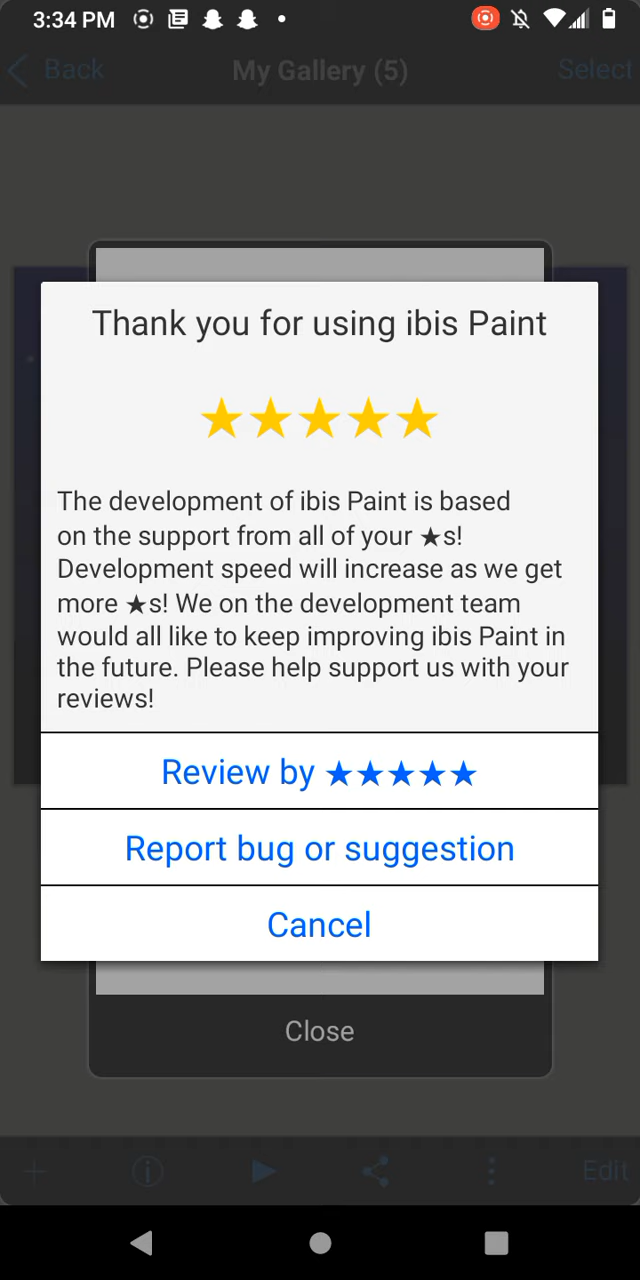 3:34 PM
Back
My Gallery (5)
Select
Thank you for using ibis Paint
★★★★★
The development of ibis Paint is based
on the support from all of your ★s!
Development speed will increase as we get
more ★s! We on the development team
would all like to keep improving ibis Paint in
the future. Please help support us with your
reviews!
Review by ★★★★★
Report bug or suggestion
Cancel
Close
Edit